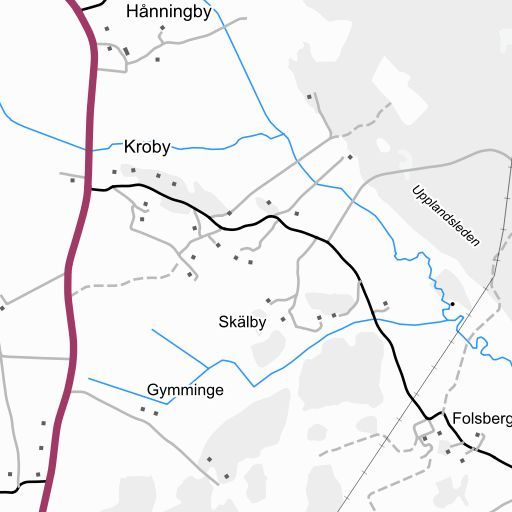 Hånningby
Kroby
Upplandsleden
Skälby
Gymminge
Folsberg